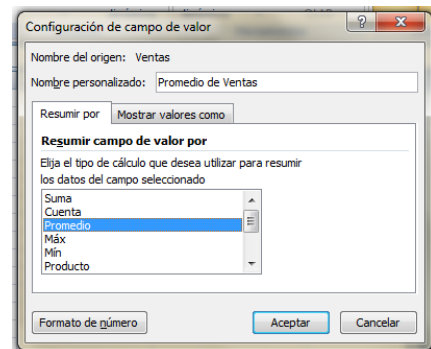 Configuración de campo de valor
Nombre del origen: Ventas
Nombre personalizado: Promedio de Ventas
Resumir por Mostrar valores como
Resumir campo de valor por
Elija el tipo de cálculo que desea utilizar para resumir
los datos del campo seleccionado
Suma
Cuenta
Promedio
Máx
Mín
Producto
Formato de número Aceptar Cancelar